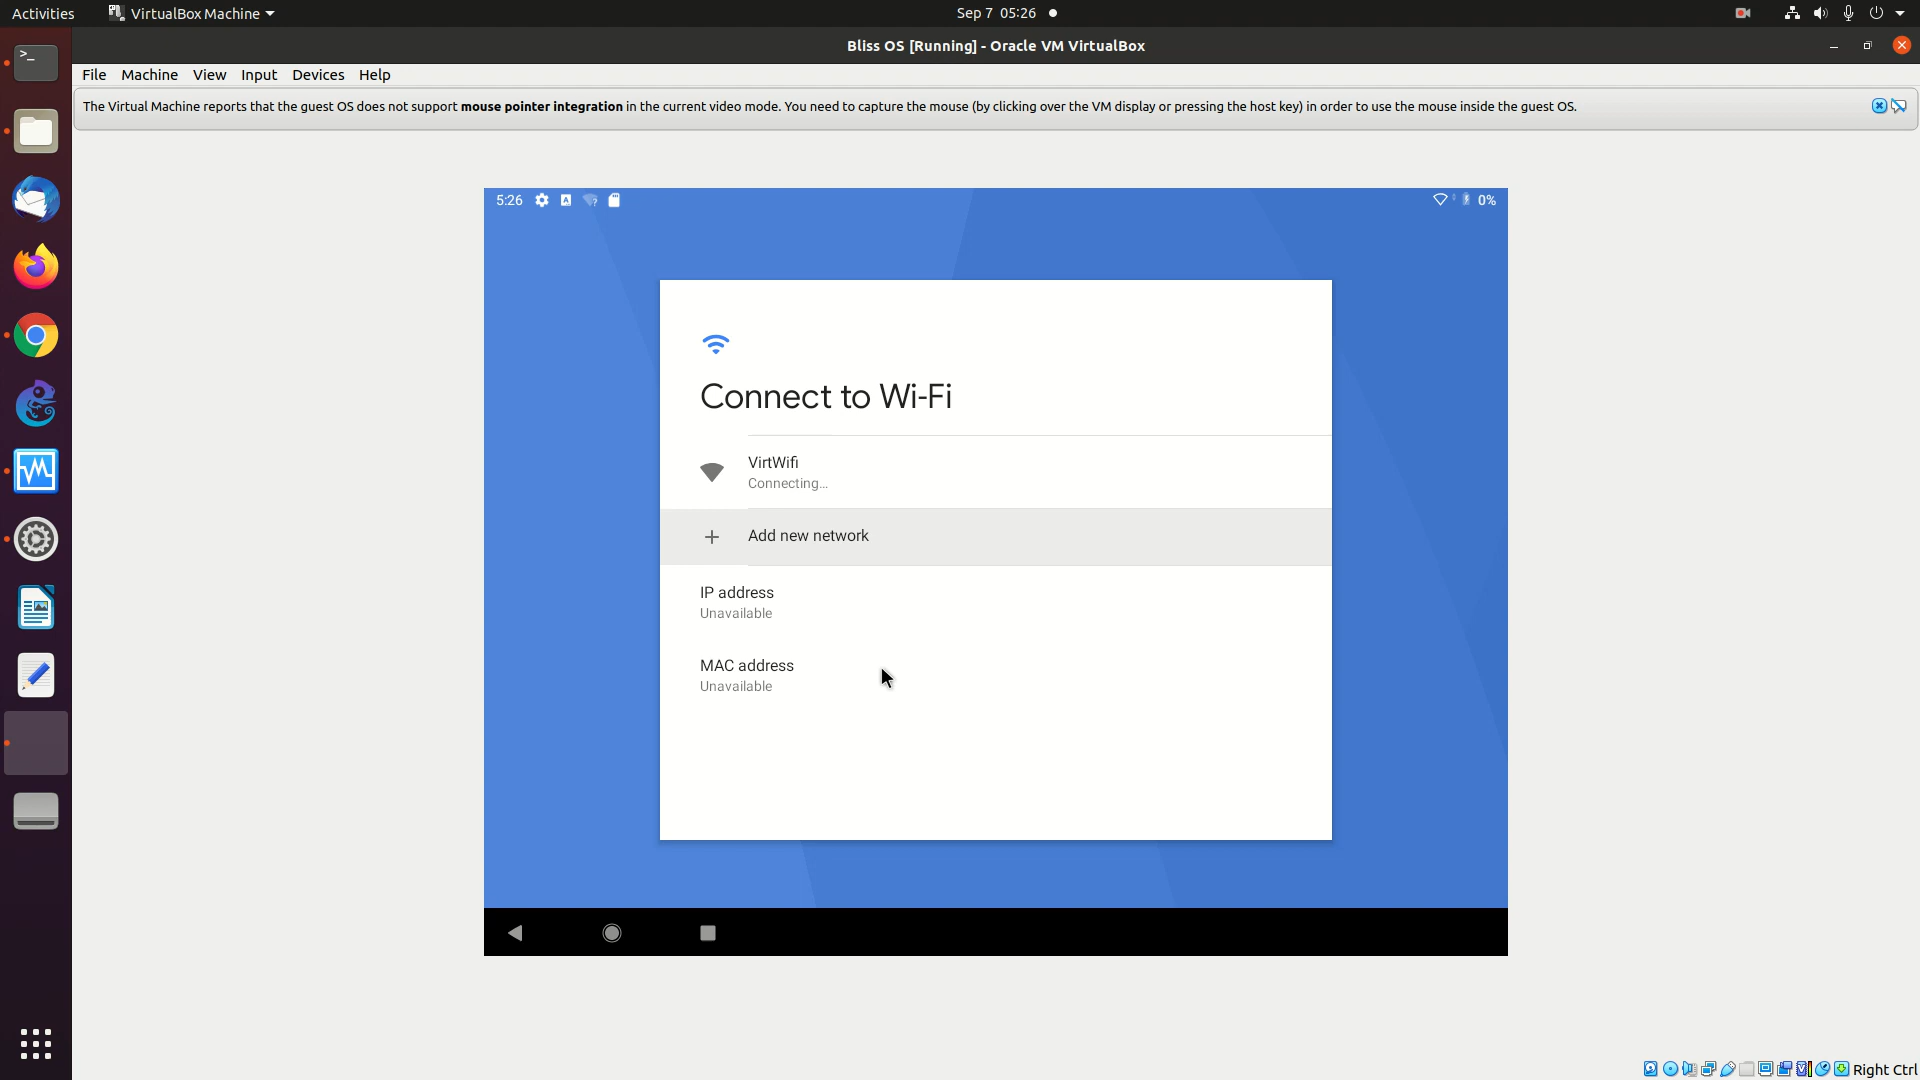 Activities
VirtualBox Machine
Sep 7 05:26
Bliss OS [Running] - Oracle VM VirtualBox
File Machine View Input Devices Help
The Virtual Machine reports that the guest OS does not support mouse pointer integration in the current video mode. You need to capture the mouse (by clicking over the VM display or pressing the host key) in order to use the mouse inside the guest OS.
5:26
0%
Connect to Wi-Fi
VirtWifi
Connecting...
Add new network
IP address
Unavailable
MAC address
Unavailable
Right Ctrl